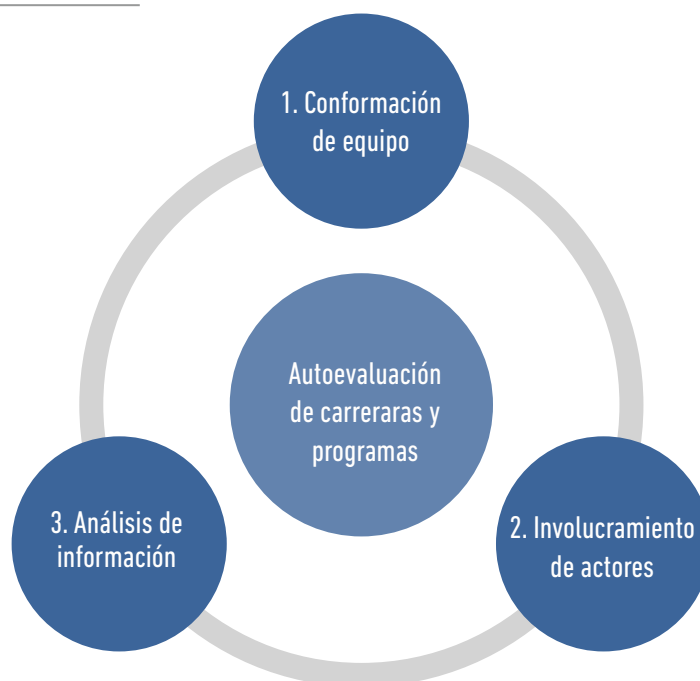 1. Conformación
de equipo
Autoevaluación
de carreraras y
programas
3. Análisis de
información
2. Involucramiento
de actores